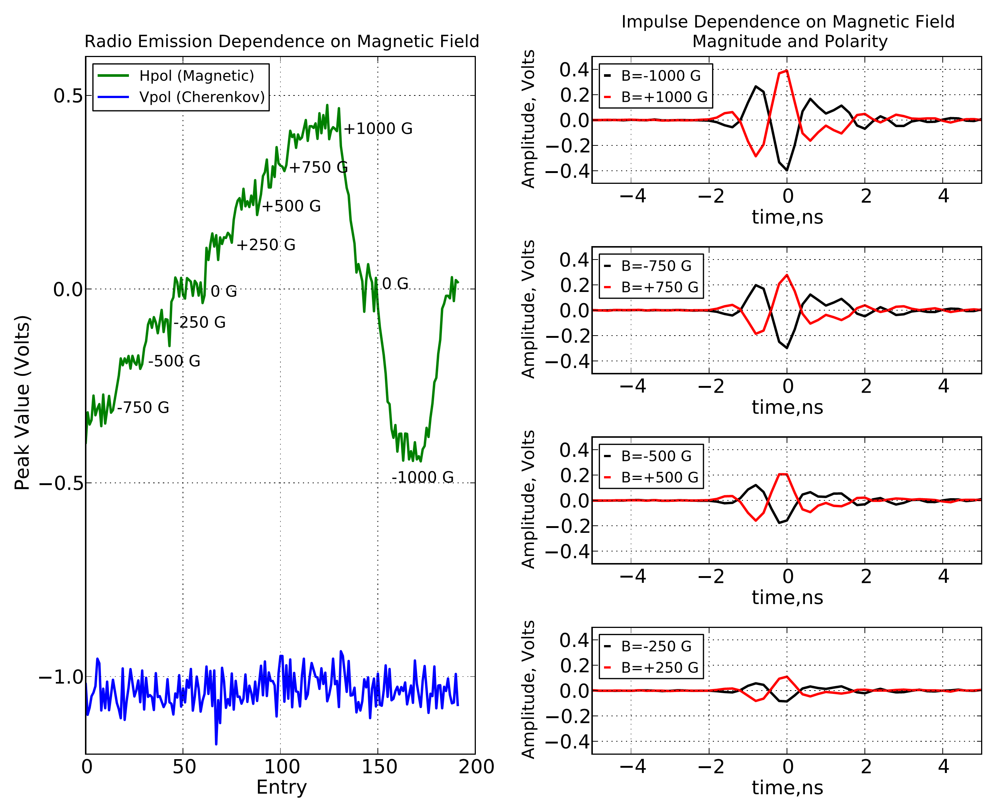 Radio Emission Dependence on Magnetic Field
Hpol (Magnetic)
Vpol (Cherenkov)
0.5
0.0
−0.5
−1.0
Peak Value (Volts)
+1000 G
+750 G
+500 G
+250 G
0 G
0 G
-250 G
-500 G
-750 G
-1000 G
0 50 100 150 200
Entry
Impulse Dependence on Magnetic Field
Magnitude and Polarity
B=-1000 G
B=+1000 G
0.4
0.2
0.0
−0.2
−0.4
Amplitude, Volts
−4 −2 0 2 4
time,ns
B=-750 G
B=+750 G
0.4
0.2
0.0
−0.2
−0.4
Amplitude, Volts
−4 −2 0 2 4
time,ns
B=-500 G
B=+500 G
0.4
0.2
0.0
−0.2
−0.4
Amplitude, Volts
−4 −2 0 2 4
time,ns
B=-250 G
B=+250 G
0.4
0.2
0.0
−0.2
−0.4
Amplitude, Volts
−4 −2 0 2 4
time,ns